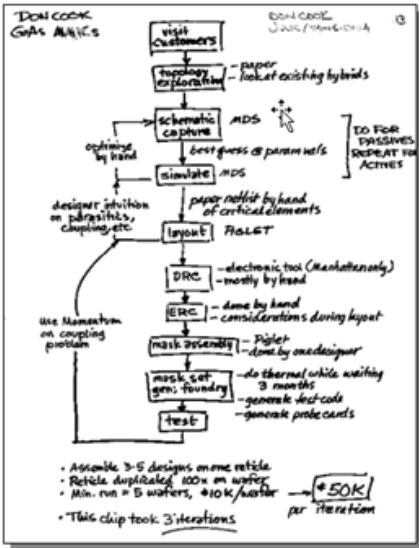 DON COOK
GaAs MMICs
DON COOK
13
visit
customers
topology
exploration
- paper
- look at existing hybrids
schematic
capture
MDS
optimize
by hand
best guess @ param vals
DO FOR
PASSIVES
REPEAT FOR
ACTIVES
simulate
MDS
designer intuition
on parasitics,
coupling, etc.
paper netlist by hand
of critical elements
layout
PIGLET
DRC
- electronic tool (Manhattan only)
- mostly by hand
ERC
- done by hand
- considerations during layout
Use Momentum
on coupling
problem
mask assembly
- Piglet
- done by one designer
mask set
gen: foundry
- do thermal while waiting
3 months
- generate test code
- generate probe cards
test
• Assemble 3-5 designs on one reticle
• Reticle duplicated 100x on wafer
• Min. run = 5 wafers, $10K/wafer → $50K
per iteration
• This chip took 3 iterations